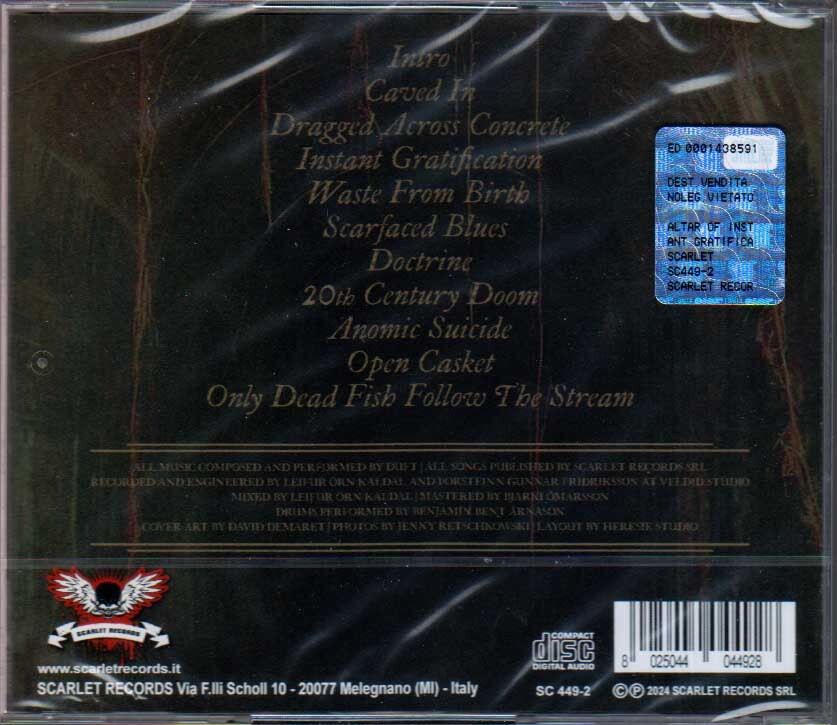 Intro
Caved In
Dragged Across Concrete
Instant Gratification
Waste From Birth
Scarfaced Blues
Doctrine
20th Century Doom
Anomic Suicide
Open Casket
Only Dead Fish Follow The Stream
ED 0001438591
DEST VENDITA
NOLEG.VIETATO
ALTAR OF INST
ANT GRATIFICA
SCARLET
SC449-2
SCARLET RECOR
ALL MUSIC COMPOSED AND PERFORMED BY DUFT | ALL SONGS PUBLISHED BY SCARLET RECORDS SRL
RECORDED AND ENGINEERED BY LEIFUR ÖRN KALDAL AND ÞORSTEINN GUNNAR FRIÐRIKSSON AT VELDIÐ STUDIO
MIXED BY LEIFUR ÖRN KALDAL | MASTERED BY BJARKI ÓMARSSON
DRUMS PERFORMED BY BENJAMÍN BENT ÁRNASON
COVER ART BY DAVID DEMARET | PHOTOS BY JENNY RETSCHKOWSKI | LAYOUT BY HERESIE STUDIO
SCARLET RECORDS
www.scarletrecords.it
SCARLET RECORDS Via F.lli Scholl 10 - 20077 Melegnano (MI) - Italy
COMPACT
disc
DIGITAL AUDIO
SC 449-2
8 025044 044928
©℗ 2024 SCARLET RECORDS SRL